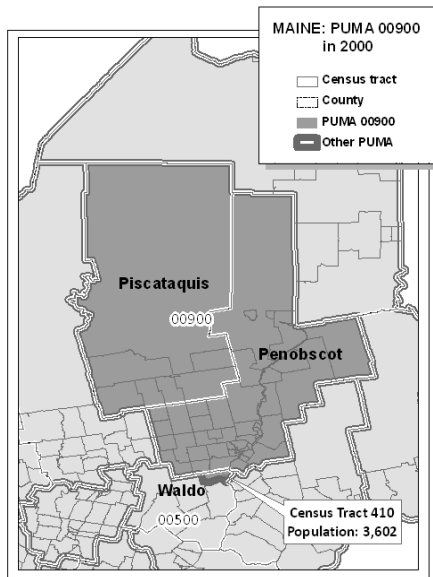 MAINE: PUMA 00900
in 2000
Census tract
County
PUMA 00900
Other PUMA
Piscataquis
00900
Penobscot
Waldo
00500
Census Tract 410
Population: 3,602